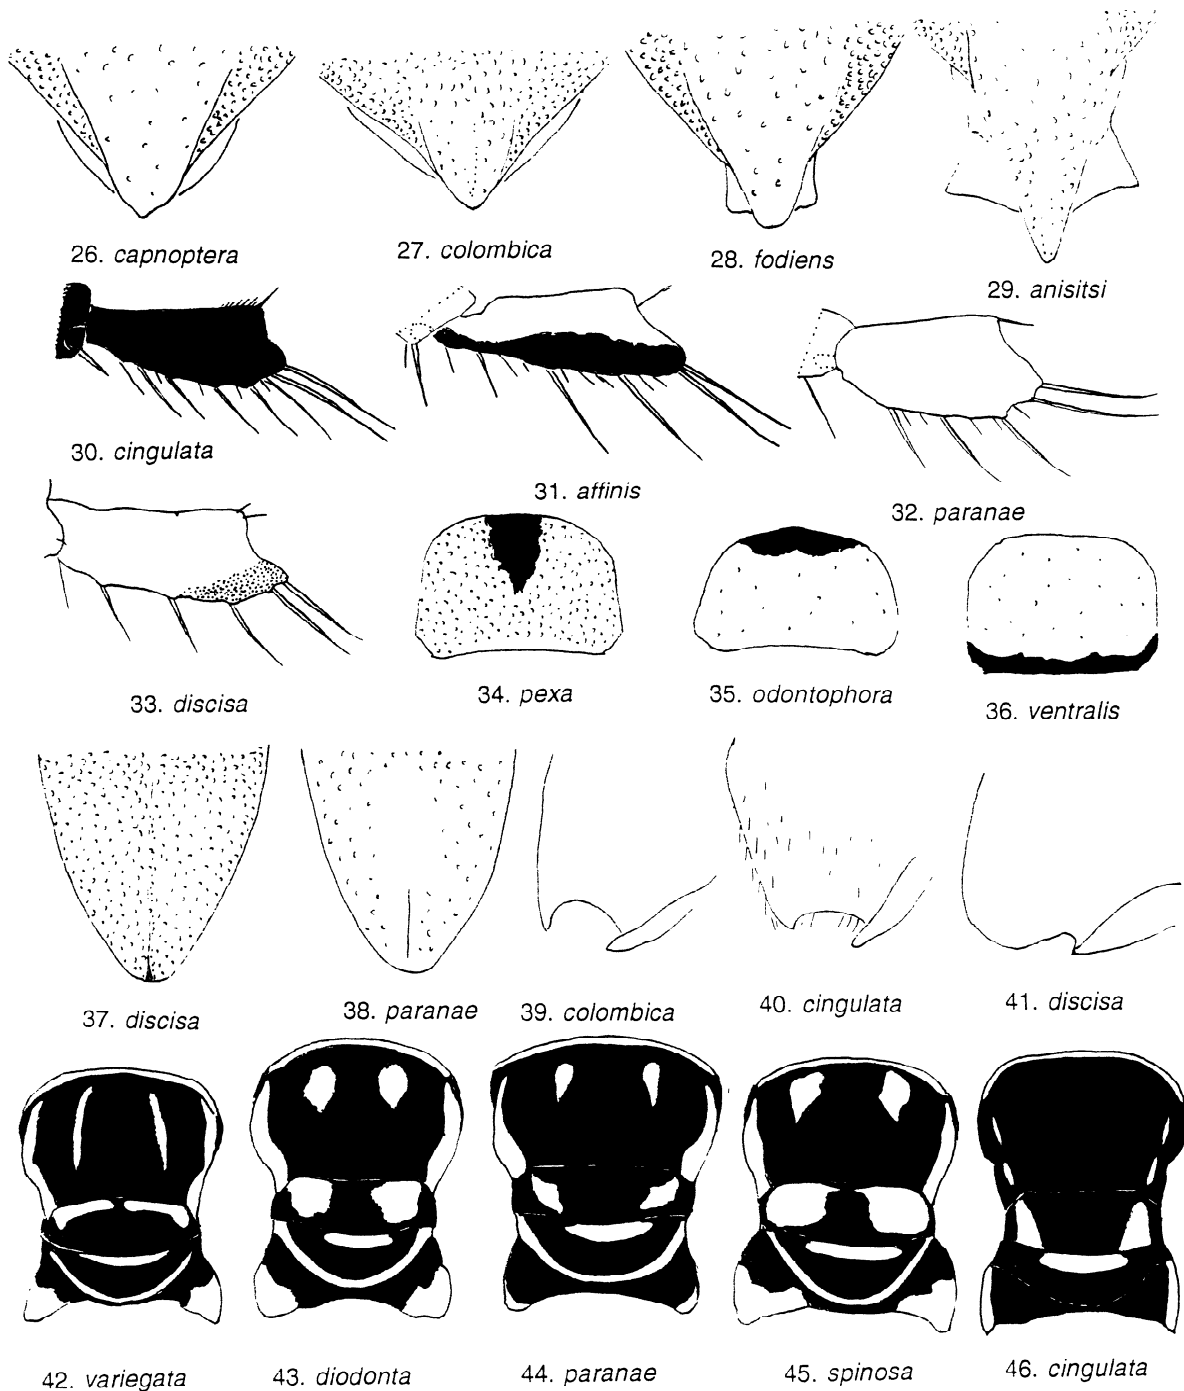 26. capnoptera
27. colombica
28. fodiens
29. anisitsi
30. cingulata
31. affinis
32. paranae
33. discisa
34. pexa
35. odontophora
36. ventralis
37. discisa
38. paranae
39. colombica
40. cingulata
41. discisa
42. variegata
43. diodonta
44. paranae
45. spinosa
46. cingulata